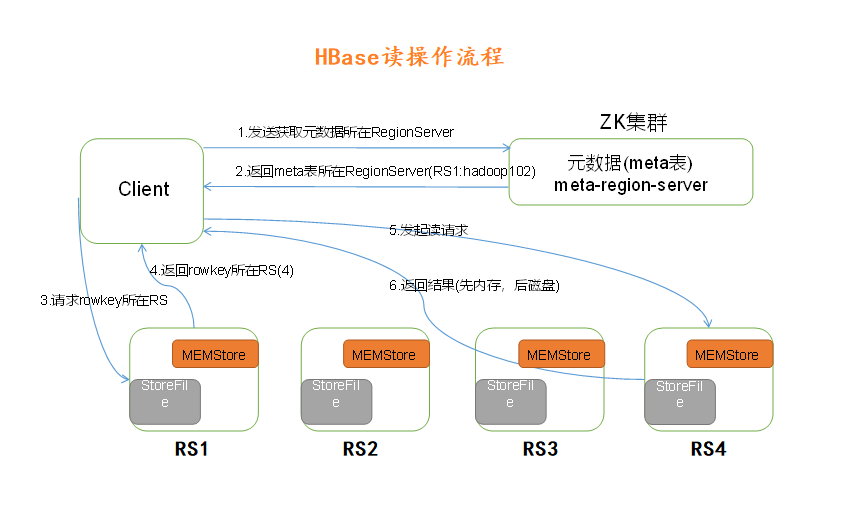 HBase读操作流程
ZK集群
1.发送获取元数据所在RegionServer
元数据(meta表)
meta-region-server
2.返回meta表所在RegionServer(RS1:hadoop102)
Client
5.发起读请求
4.返回rowkey所在RS(4)
6.返回结果(先内存，后磁盘)
3.请求rowkey所在RS
MEMStore
StoreFil
e
RS1
MEMStore
StoreFil
e
RS2
MEMStore
StoreFil
e
RS3
MEMStore
StoreFil
e
RS4